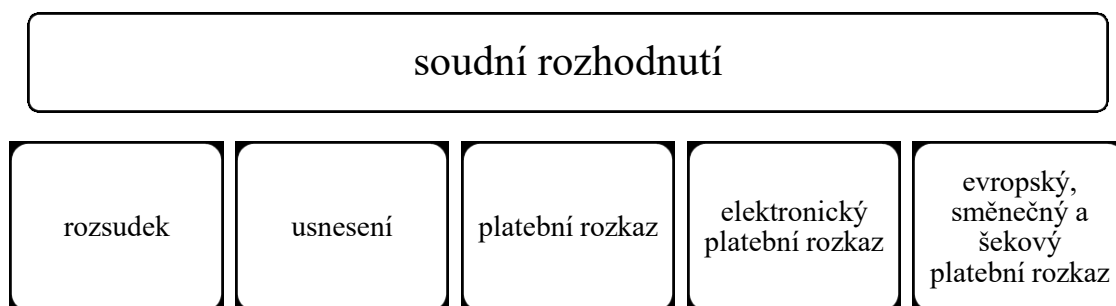 soudní rozhodnutí
rozsudek
usnesení
platební rozkaz
elektronický
platební rozkaz
evropský,
směnečný a
šekový
platební rozkaz